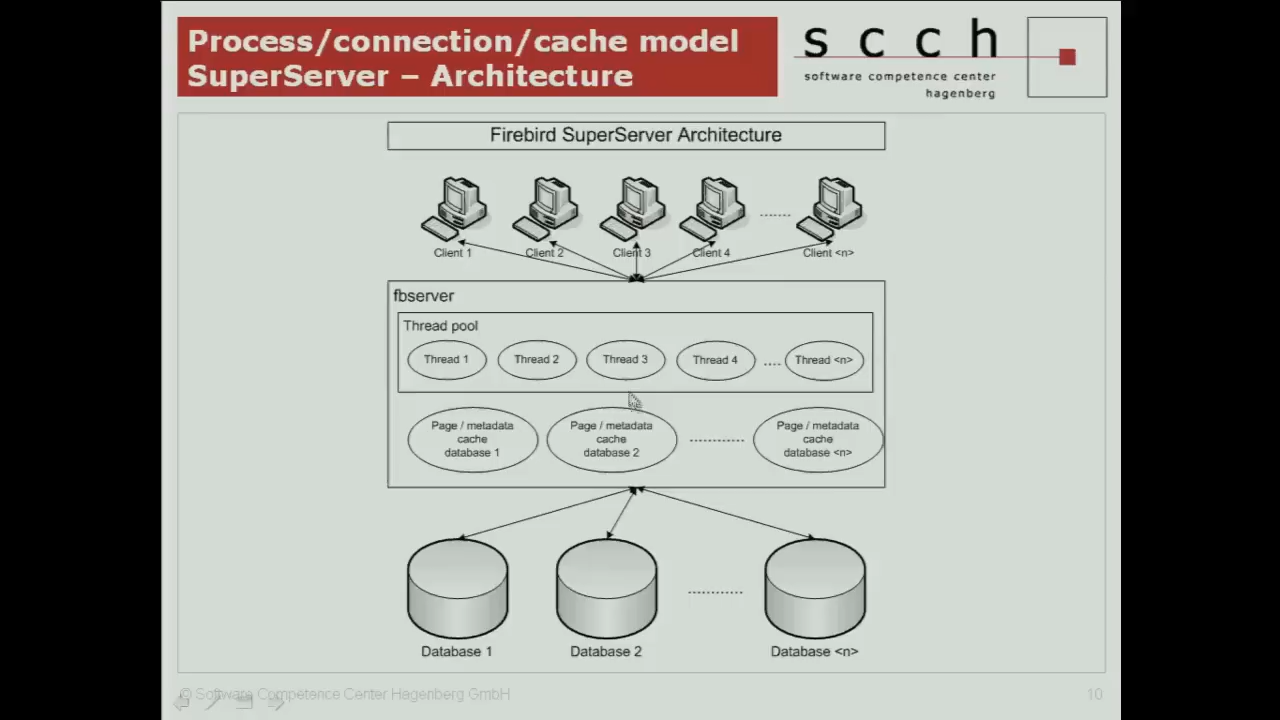 Process/connection/cache model
SuperServer – Architecture
scch
software competence center
hagenberg
Firebird SuperServer Architecture
Client 1
Client 2
Client 3
Client 4
Client <n>
fbserver
Thread pool
Thread 1
Thread 2
Thread 3
Thread 4
Thread <n>
Page / metadata
cache
database 1
Page / metadata
cache
database 2
Page / metadata
cache
database <n>
Database 1
Database 2
Database <n>
© Software Competence Center Hagenberg GmbH
10